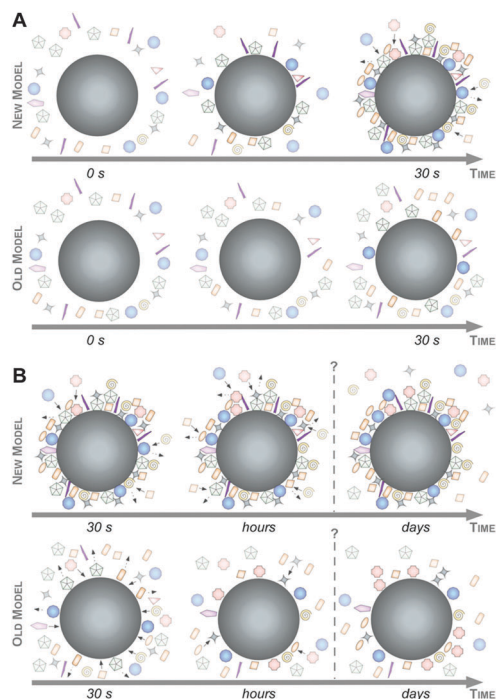 A
NEW MODEL
0 s
30 s
TIME
OLD MODEL
0 s
30 s
TIME
B
?
NEW MODEL
30 s
hours
days
TIME
?
OLD MODEL
30 s
hours
days
TIME